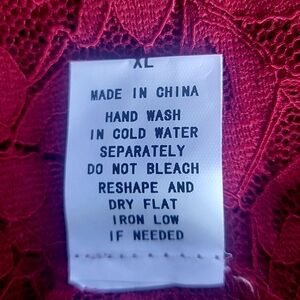 XL
MADE IN CHINA
HAND WASH
IN COLD WATER
SEPARATELY
DO NOT BLEACH
RESHAPE AND
DRY FLAT
IRON LOW
IF NEEDED